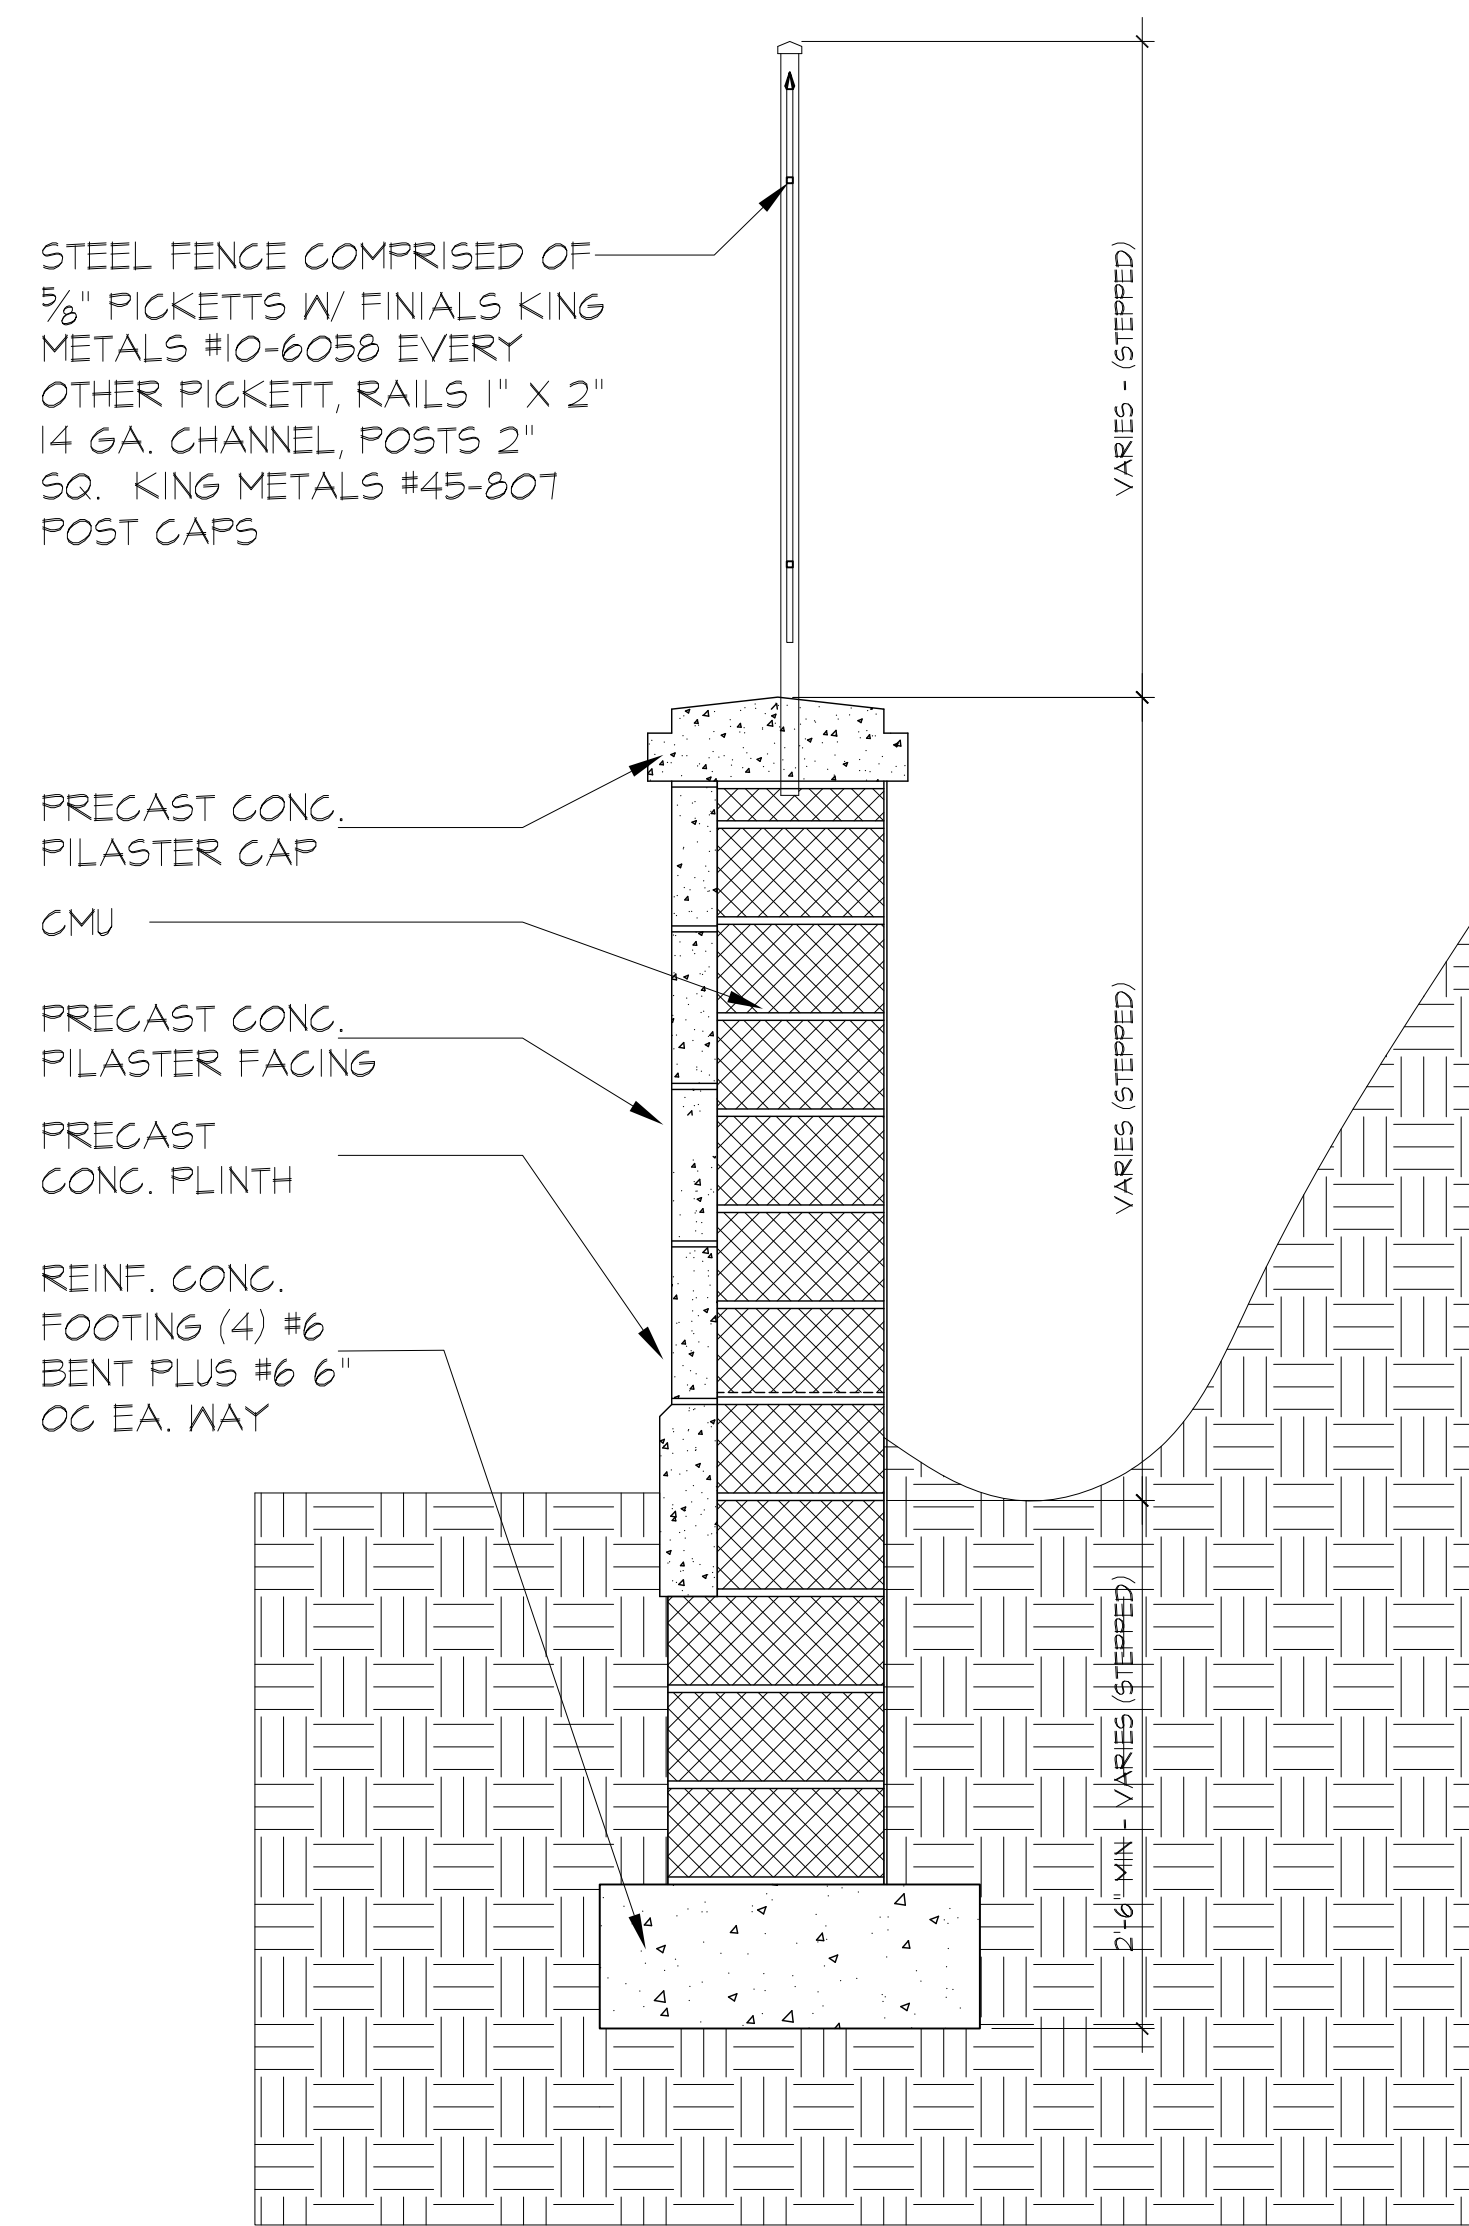 STEEL FENCE COMPRISED OF
5/8" PICKETTS W/ FINIALS KING
METALS #10-6058 EVERY
OTHER PICKETT, RAILS 1" X 2"
14 GA. CHANNEL, POSTS 2"
SQ. KING METALS #45-807
POST CAPS
VARIES - (STEPPED)
PRECAST CONC.
PILASTER CAP
CMU
PRECAST CONC.
PILASTER FACING
VARIES (STEPPED)
PRECAST
CONC. PLINTH
REINF. CONC.
FOOTING (4) #6
BENT PLUS #6 6"
OC EA. WAY
2'-6" MIN - VARIES (STEPPED)